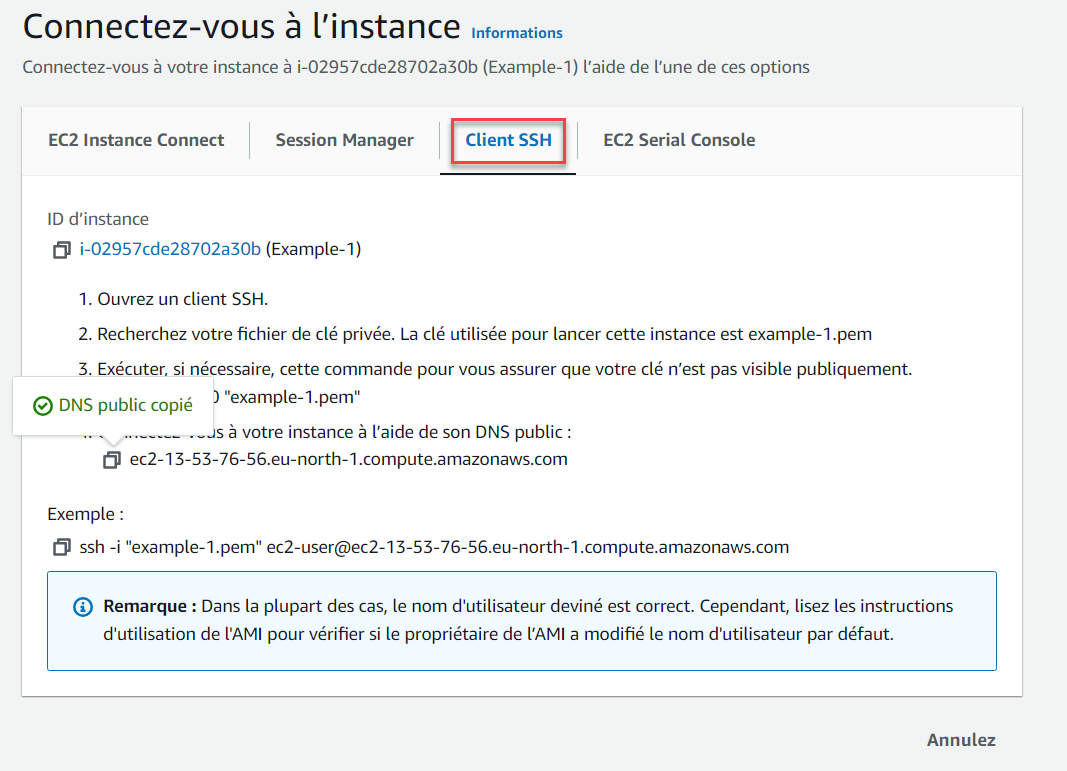 Connectez-vous à l’instance Informations
Connectez-vous à votre instance à i-02957cde28702a30b (Example-1) l’aide de l’une de ces options
EC2 Instance Connect
Session Manager
Client SSH
EC2 Serial Console
ID d’instance
i-02957cde28702a30b (Example-1)
1. Ouvrez un client SSH.
2. Recherchez votre fichier de clé privée. La clé utilisée pour lancer cette instance est example-1.pem
3. Exécuter, si nécessaire, cette commande pour vous assurer que votre clé n’est pas visible publiquement.
"example-1.pem"
DNS public copié
à votre instance à l’aide de son DNS public :
ec2-13-53-76-56.eu-north-1.compute.amazonaws.com
Exemple :
ssh -i "example-1.pem" ec2-user@ec2-13-53-76-56.eu-north-1.compute.amazonaws.com
Remarque : Dans la plupart des cas, le nom d'utilisateur deviné est correct. Cependant, lisez les instructions
d'utilisation de l'AMI pour vérifier si le propriétaire de l’AMI a modifié le nom d'utilisateur par défaut.
Annulez